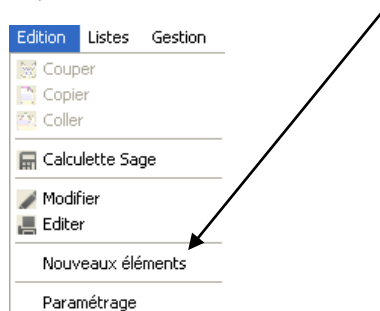 Edition Listes Gestion
Couper
Copier
Coller
Calculette Sage
Modifier
Editer
Nouveaux éléments
Paramétrage